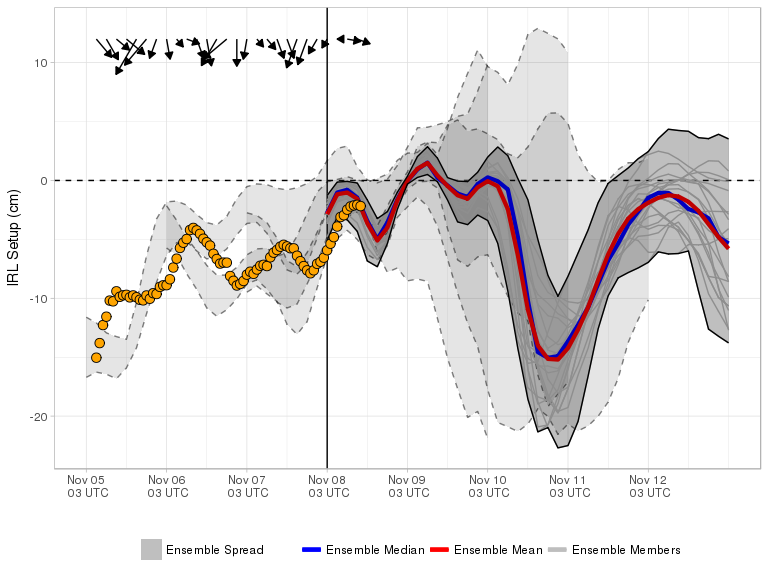 IRL Setup (cm)
10
0
-10
-20
Nov 05
03 UTC
Nov 06
03 UTC
Nov 07
03 UTC
Nov 08
03 UTC
Nov 09
03 UTC
Nov 10
03 UTC
Nov 11
03 UTC
Nov 12
03 UTC
Ensemble Spread
Ensemble Median
Ensemble Mean
Ensemble Members